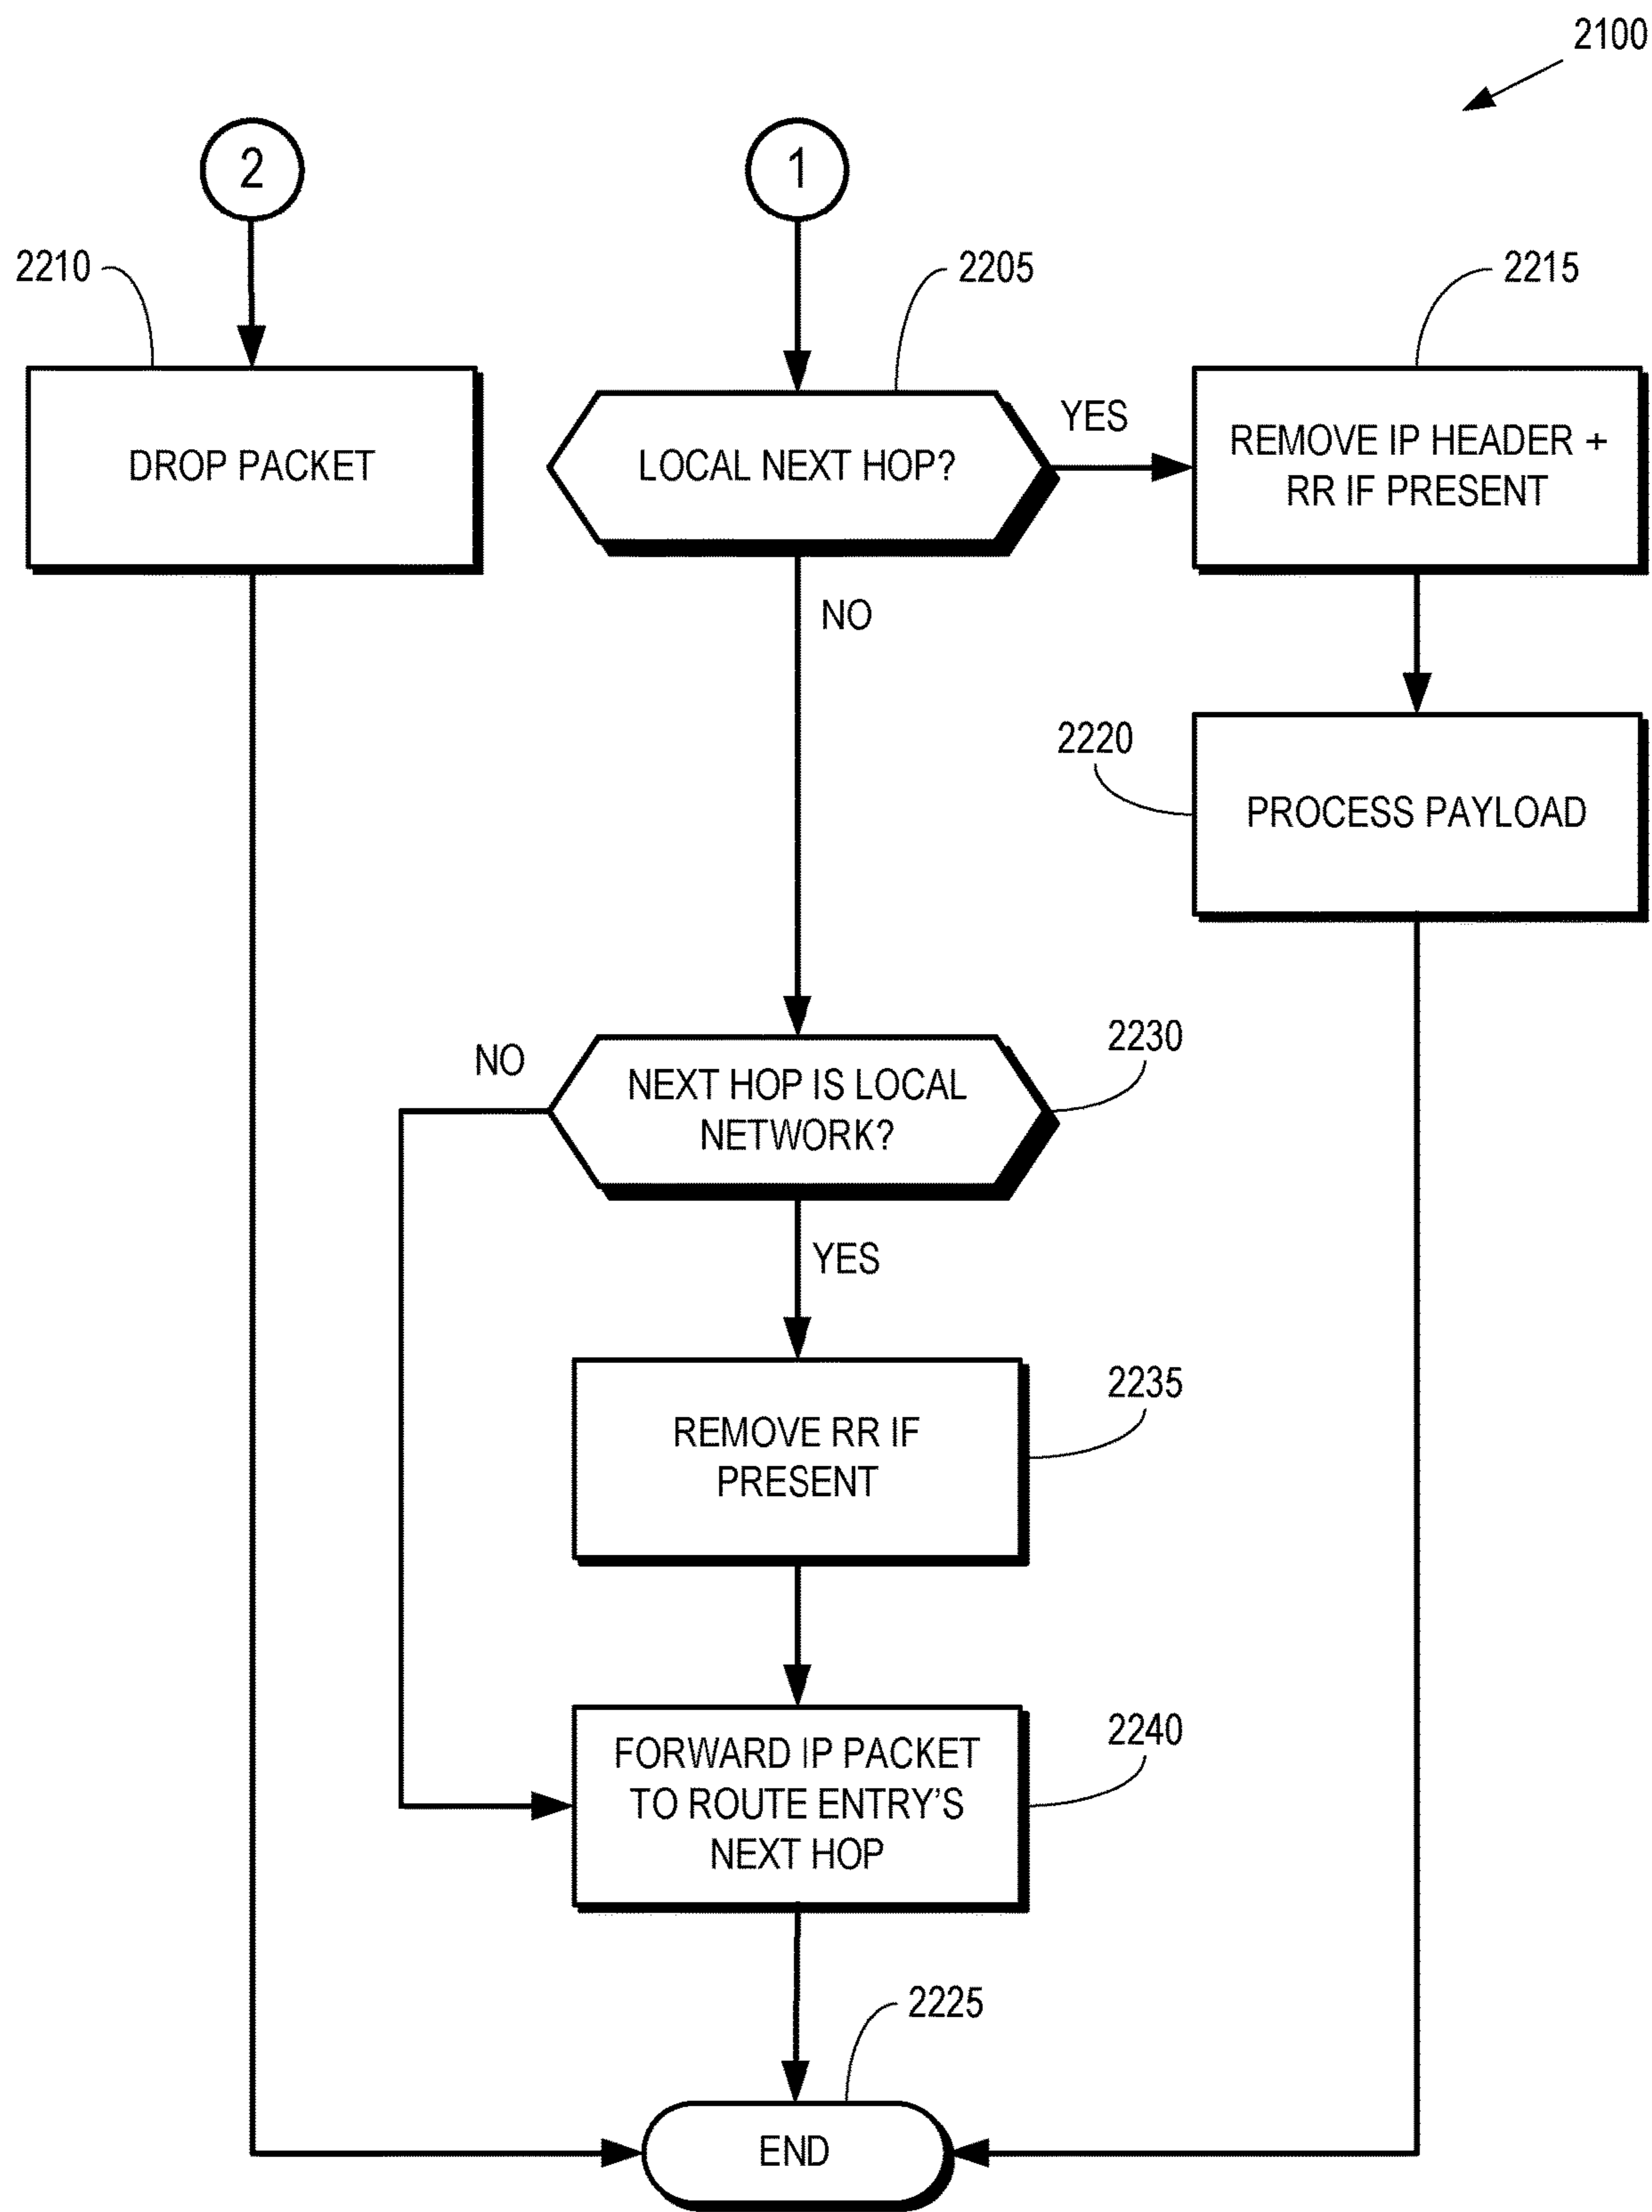 2100
2
1
2210
2205
2215
DROP PACKET
LOCAL NEXT HOP?
YES
REMOVE IP HEADER +
RR IF PRESENT
NO
2220
PROCESS PAYLOAD
NO
NEXT HOP IS LOCAL
NETWORK?
2230
YES
REMOVE RR IF
PRESENT
2235
FORWARD IP PACKET
TO ROUTE ENTRY'S
NEXT HOP
2240
2225
END